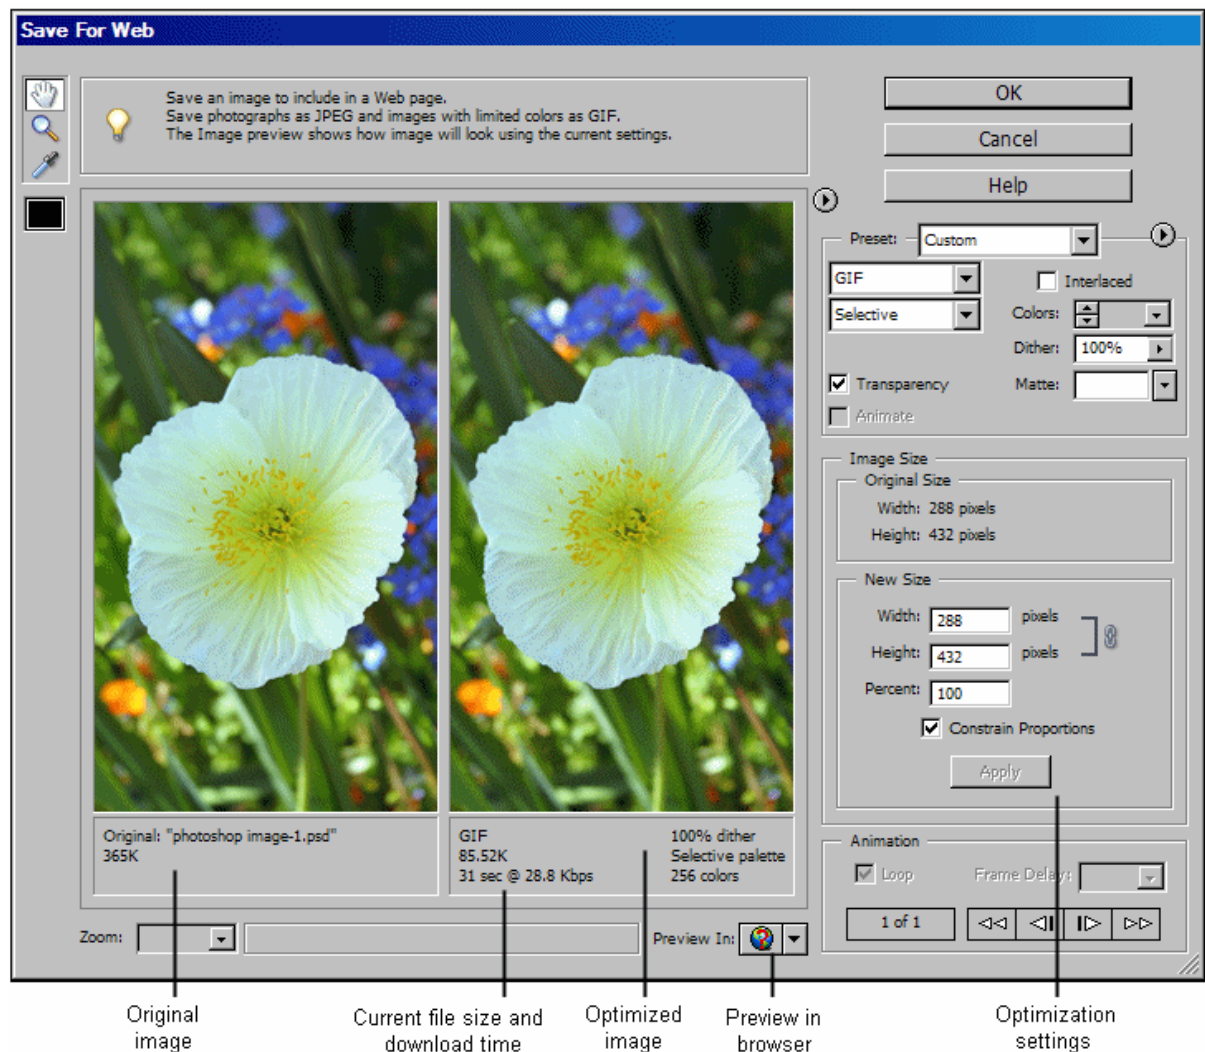 Save For Web
Save an image to include in a Web page.
Save photographs as JPEG and images with limited colors as GIF.
The Image preview shows how image will look using the current settings.
OK
Cancel
Help
Preset: Custom
GIF
Interlaced
Selective
Colors:
Dither: 100%
Transparency
Matte:
Animate
Image Size
Original Size
Width: 288 pixels
Height: 432 pixels
New Size
Width: 288 pixels
Height: 432 pixels
Percent: 100
Constrain Proportions
Apply
Original: "photoshop image-1.psd"
365K
GIF
85.52K
31 sec @ 28.8 Kbps
100% dither
Selective palette
256 colors
Animation
Loop
Frame Delay:
1 of 1
Zoom:
Preview In:
Original
image
Current file size and
download time
Optimized
image
Preview in
browser
Optimization
settings